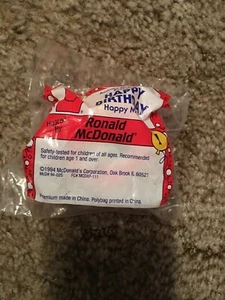 HAPPY
BIRTHDAY
Happy M
Ronald
McDonald
Safety-tested for children of all ages. Recommended
for children age 1 and over.
©1994 McDonald's Corporation, Oak Brook IL 60521
Premium made in China. Polybag printed in China.